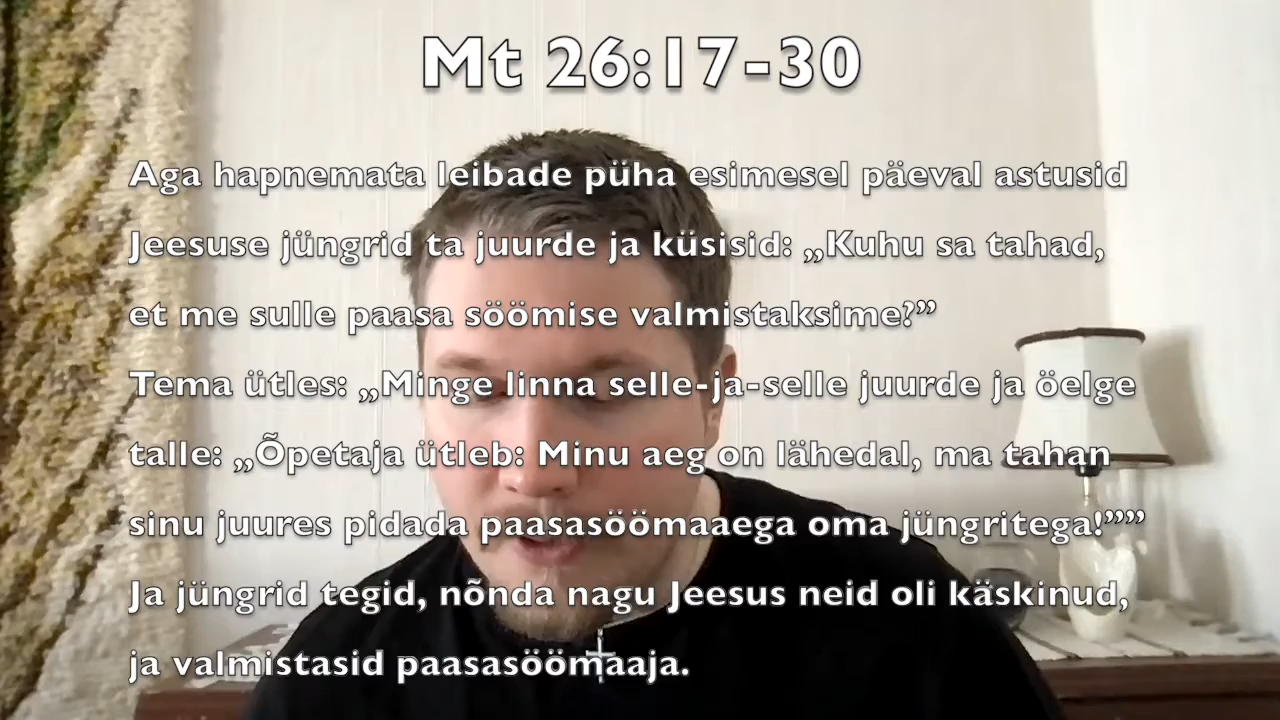 Mt 26:17-30
Aga hapnemata leibade püha esimesel päeval astusid
Jeesuse jüngrid ta juurde ja küsisid: „Kuhu sa tahad,
et me sulle paasa söömise valmistaksime?”
Tema ütles: „Minge linna selle-ja-selle juurde ja öelge
talle: „Õpetaja ütleb: Minu aeg on lähedal, ma tahan
sinu juures pidada paasasöömaaega oma jüngritega!””
Ja jüngrid tegid, nõnda nagu Jeesus neid oli käskinud,
ja valmistasid paasasöömaaja.